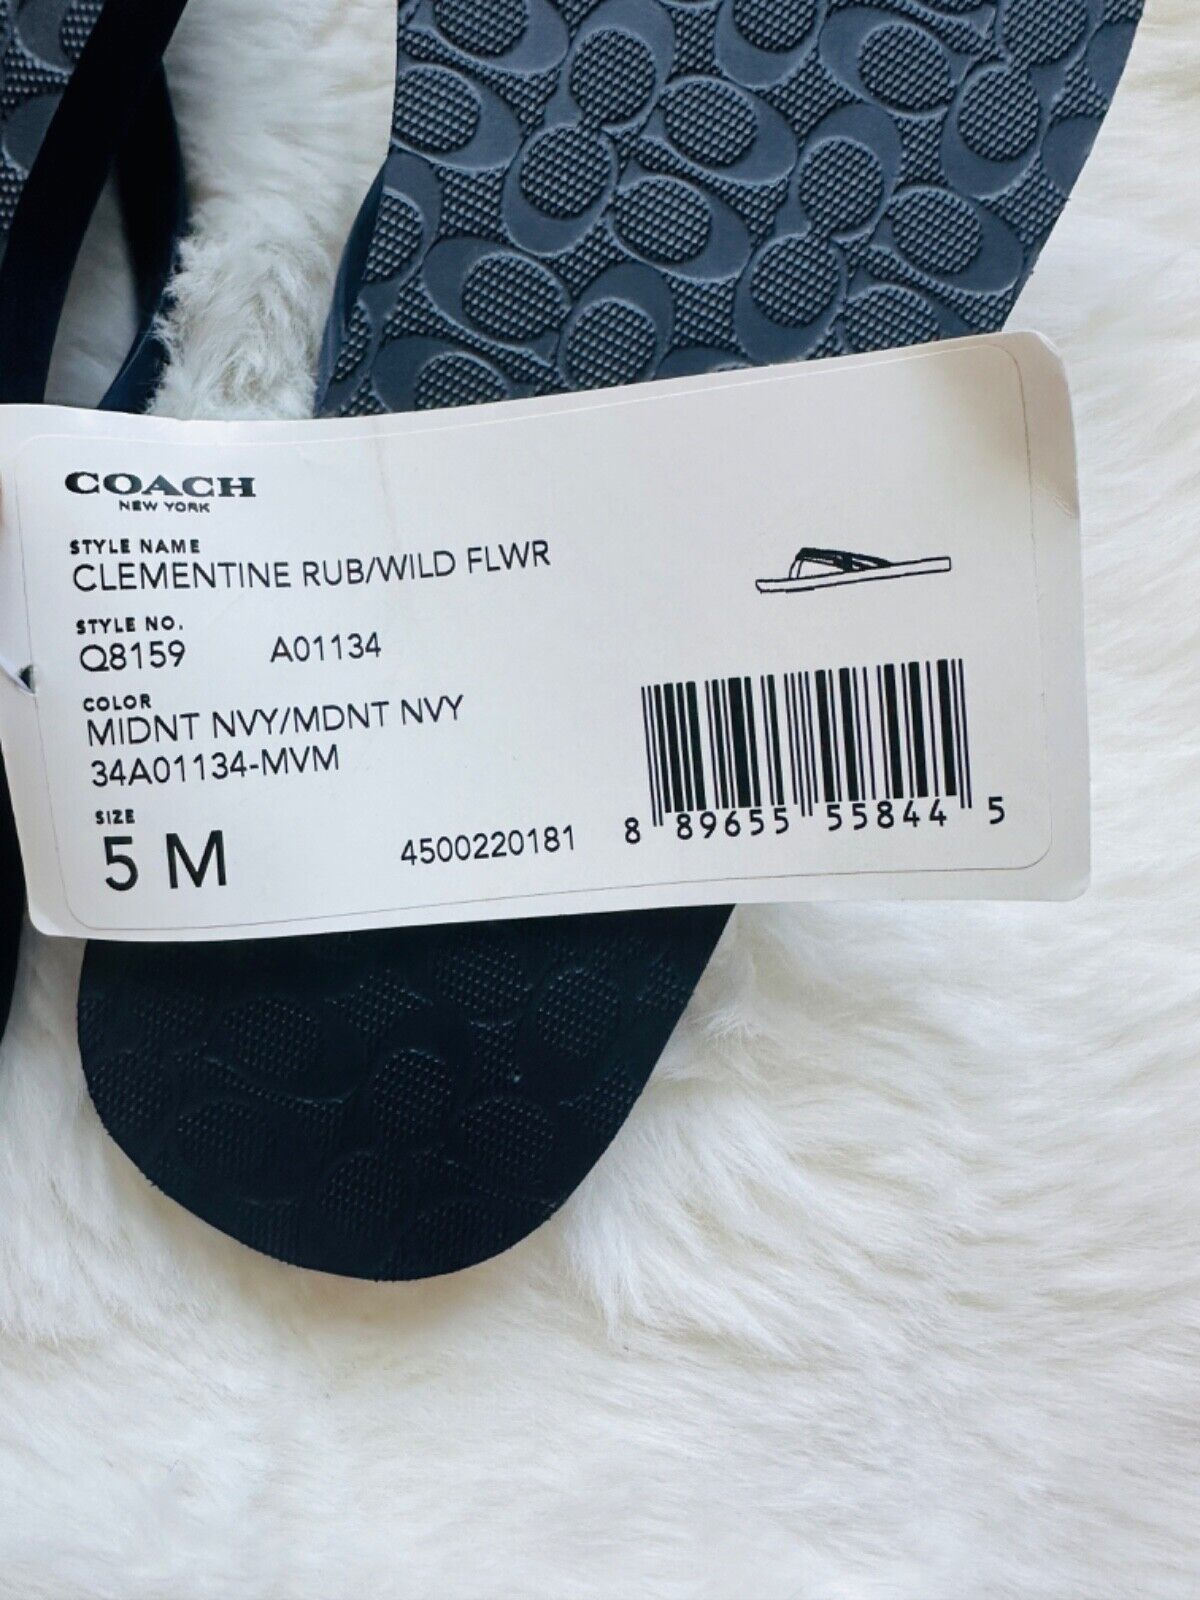 COACH
NEW YORK
STYLE NAME
CLEMENTINE RUB/WILD FLWR
STYLE NO.
Q8159 A01134
COLOR
MIDNT NVY/MDNT NVY
34A01134-MVM
SIZE
5 M
4500220181
8 89655 55844 5